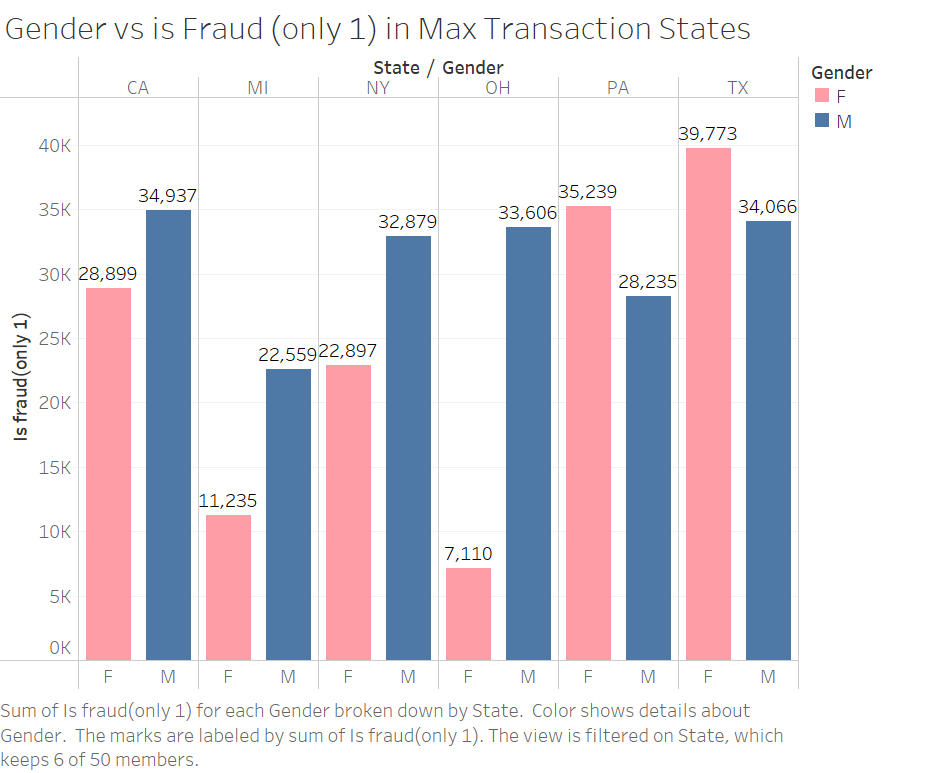 Gender vs is Fraud (only 1) in Max Transaction States
State / Gender
Gender
CA MI NY OH PA TX
F
M
Is fraud(only 1)
40K
35K
30K
25K
20K
15K
10K
5K
0K
28,899
34,937
11,235
22,559
22,897
32,879
7,110
33,606
35,239
28,235
39,773
34,066
F M F M F M F M F M F M
Sum of Is fraud(only 1) for each Gender broken down by State.  Color shows details about
Gender.  The marks are labeled by sum of Is fraud(only 1). The view is filtered on State, which
keeps 6 of 50 members.